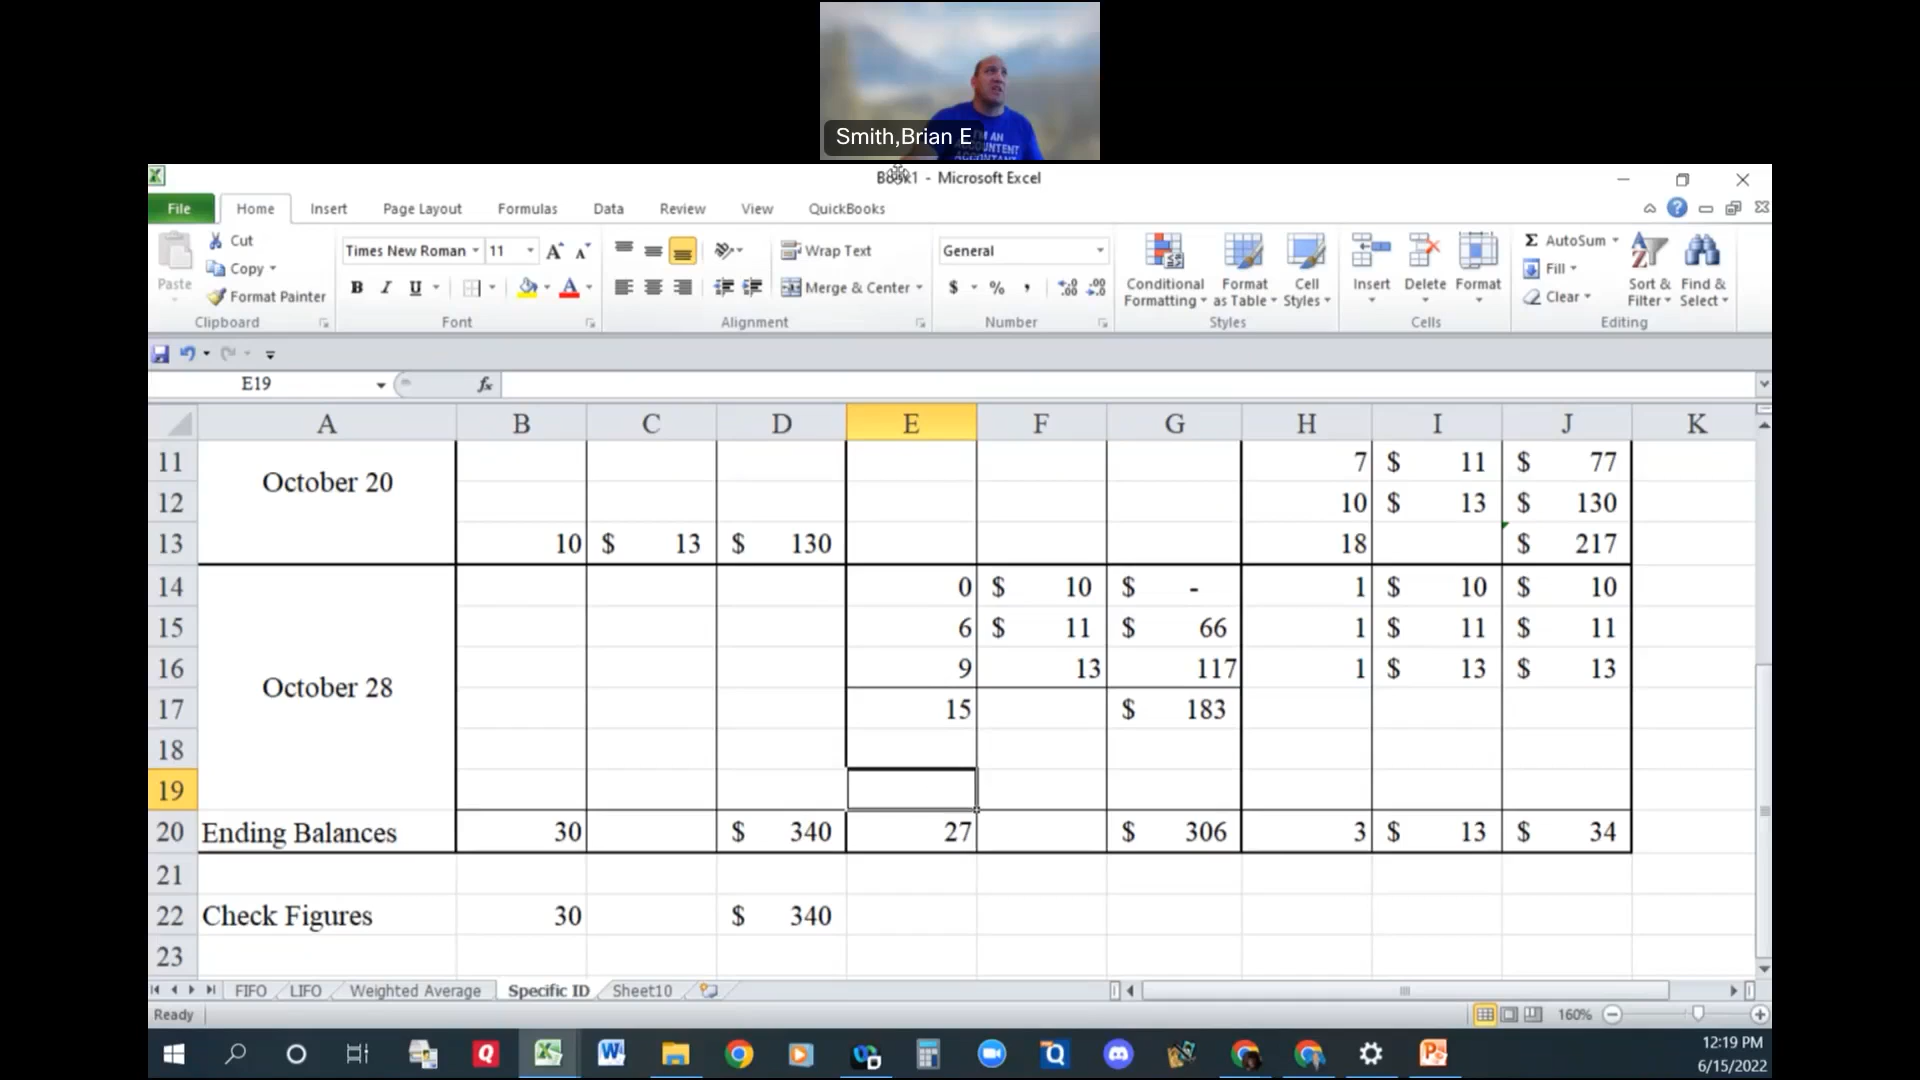 I'M AN
ACCOUNTENT
ACCOMTANT
Smith,Brian E
Book1 - Microsoft Excel
File Home Insert Page Layout Formulas Data Review View QuickBooks
Paste Cut Copy Format Painter Clipboard
Times New Roman 11 A A B I U A Font
Wrap Text Merge & Center Alignment
General $ % , .00 .00 Number
Conditional Formatting Format as Table Cell Styles Styles
Insert Delete Format Cells
Σ AutoSum Fill Clear Sort & Filter Find & Select Editing
E19 fx
A B C D E F G H I J K
11 7 $ 11 $ 77
October 20
12 10 $ 13 $ 130
13 10 $ 13 $ 130 18 $ 217
14 0 $ 10 $ - 1 $ 10 $ 10
15 6 $ 11 $ 66 1 $ 11 $ 11
16 9 13 117 1 $ 13 $ 13
October 28
17 15 $ 183
18
19
20 Ending Balances 30 $ 340 27 $ 306 3 $ 13 $ 34
21
22 Check Figures 30 $ 340
23
FIFO LIFO Weighted Average Specific ID Sheet10
Ready 160%
12:19 PM
6/15/2022